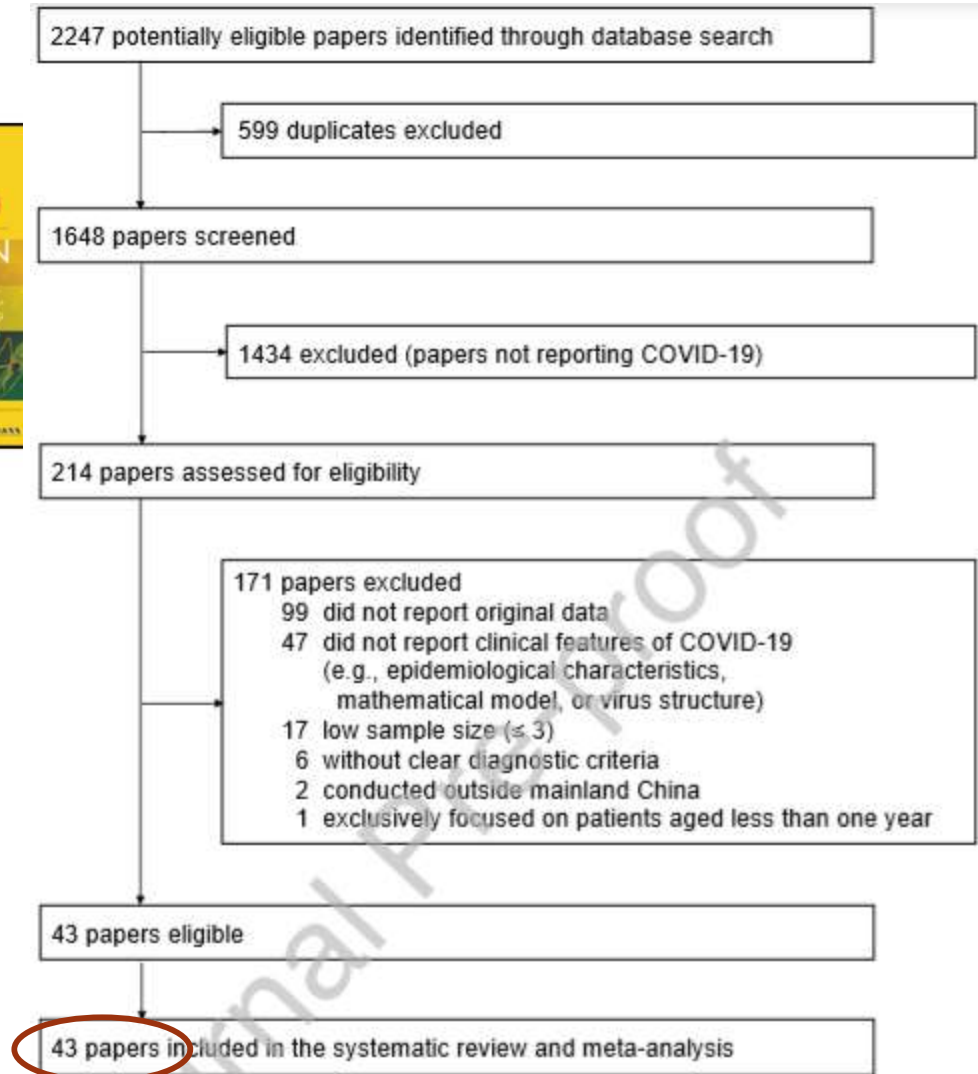 2247 potentially eligible papers identified through database search
599 duplicates excluded
1648 papers screened
1434 excluded (papers not reporting COVID-19)
214 papers assessed for eligibility
171 papers excluded
99 did not report original data
47 did not report clinical features of COVID-19
(e.g., epidemiological characteristics,
mathematical model, or virus structure)
17 low sample size (≤ 3)
6 without clear diagnostic criteria
2 conducted outside mainland China
1 exclusively focused on patients aged less than one year
43 papers eligible
43 papers included in the systematic review and meta-analysis
rnal Pre-proof
N